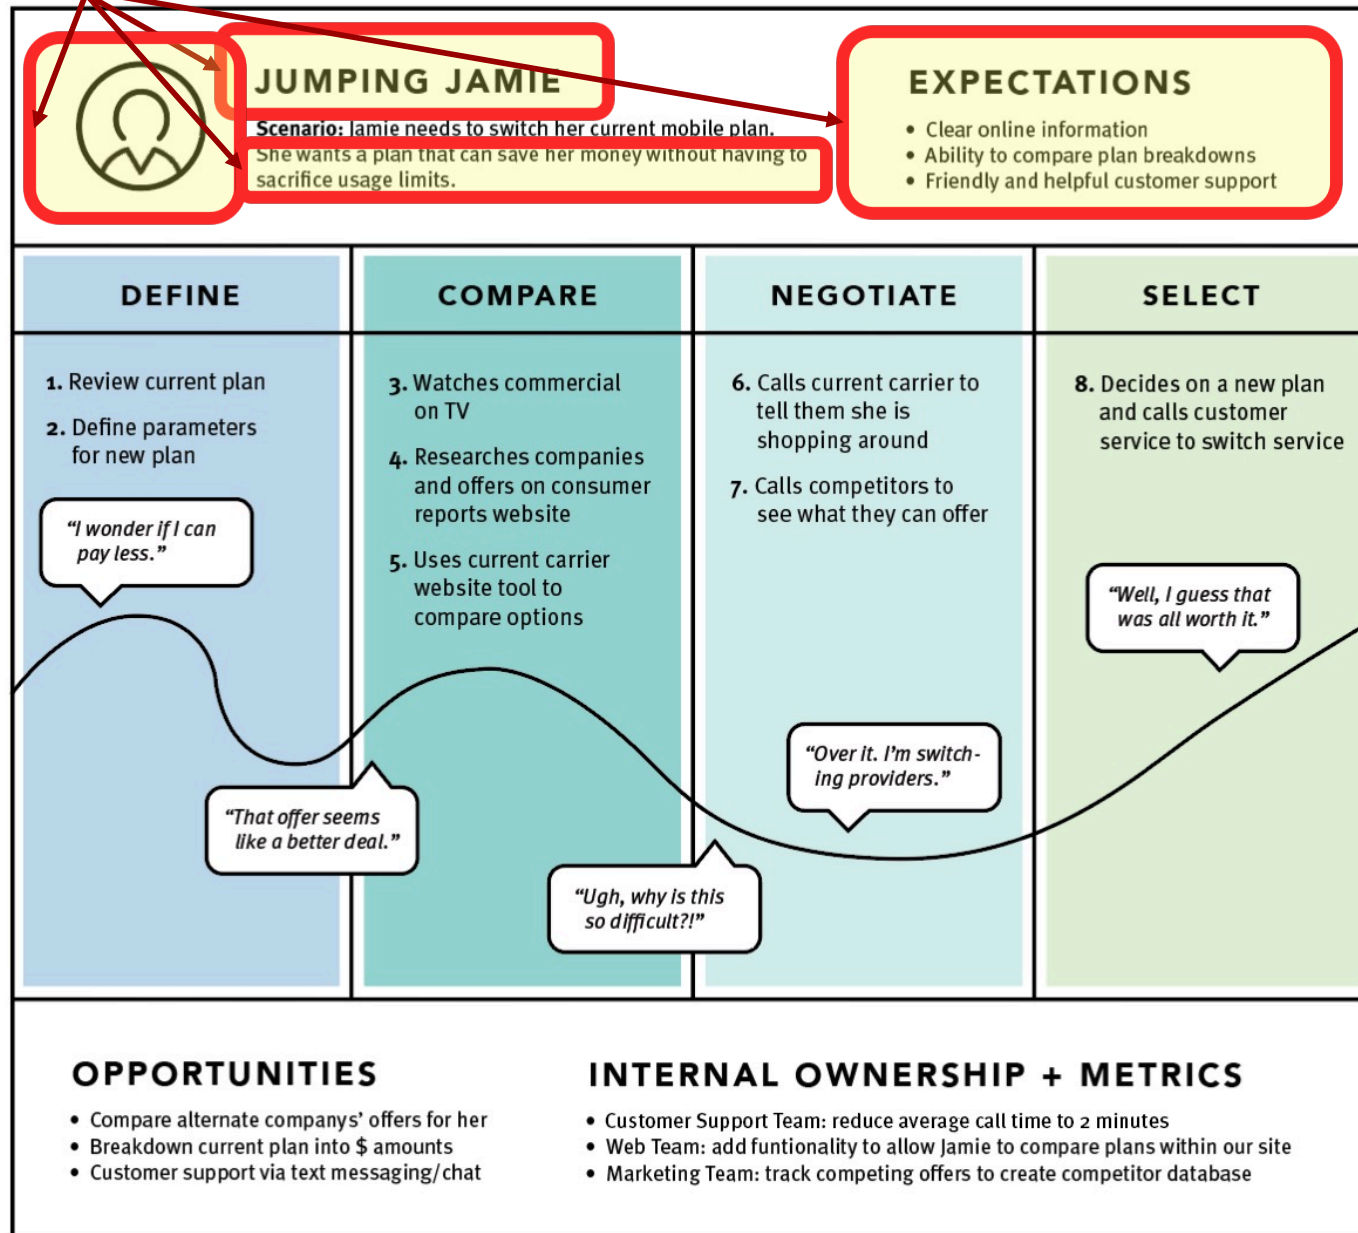 JUMPING JAMIE
Scenario: Jamie needs to switch her current mobile plan.
She wants a plan that can save her money without having to
sacrifice usage limits.
EXPECTATIONS
• Clear online information
• Ability to compare plan breakdowns
• Friendly and helpful customer support
DEFINE
1. Review current plan
2. Define parameters
for new plan
“I wonder if I can
pay less.”
“That offer seems
like a better deal.”
COMPARE
3. Watches commercial
on TV
4. Researches companies
and offers on consumer
reports website
5. Uses current carrier
website tool to
compare options
“Ugh, why is this
so difficult?!”
NEGOTIATE
6. Calls current carrier to
tell them she is
shopping around
7. Calls competitors to
see what they can offer
“Over it. I’m switch-
ing providers.”
SELECT
8. Decides on a new plan
and calls customer
service to switch service
“Well, I guess that
was all worth it.”
OPPORTUNITIES
• Compare alternate companys’ offers for her
• Breakdown current plan into $ amounts
• Customer support via text messaging/chat
INTERNAL OWNERSHIP + METRICS
• Customer Support Team: reduce average call time to 2 minutes
• Web Team: add funtionality to allow Jamie to compare plans within our site
• Marketing Team: track competing offers to create competitor database